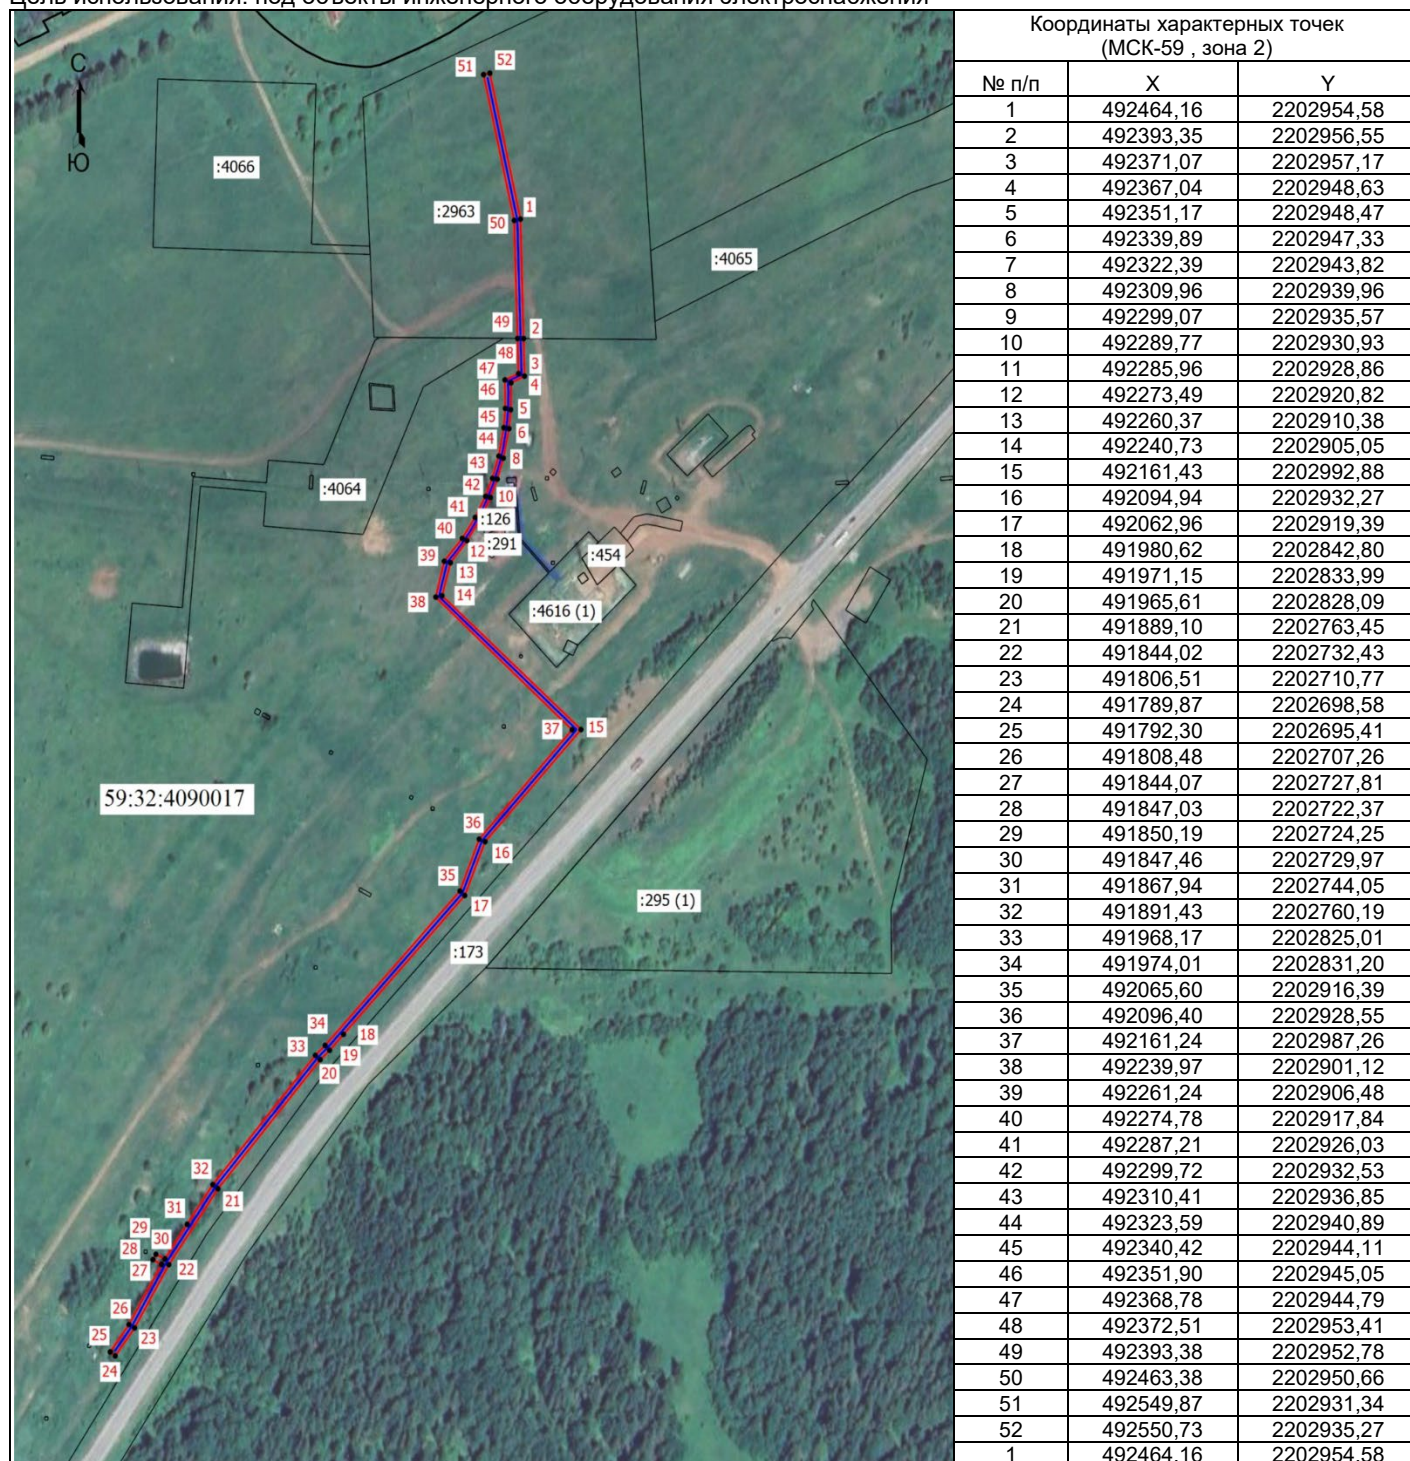 Цель использования: под объекты инженерного оборудования электроснабжения
С
Ю
:4066
:2963
:4065
:4064
:126
:291
:454
:4616 (1)
59:32:4090017
:295 (1)
:173
51
52
1
50
49
2
48
3
47
4
46
5
45
6
44
8
43
42
10
41
40
12
39
13
38
14
37
15
36
16
35
17
34
18
33
19
20
32
21
31
29
30
28
27
22
26
23
25
24
Координаты характерных точек
(МСК-59 , зона 2)
№ п/п X Y
1 492464,16 2202954,58
2 492393,35 2202956,55
3 492371,07 2202957,17
4 492367,04 2202948,63
5 492351,17 2202948,47
6 492339,89 2202947,33
7 492322,39 2202943,82
8 492309,96 2202939,96
9 492299,07 2202935,57
10 492289,77 2202930,93
11 492285,96 2202928,86
12 492273,49 2202920,82
13 492260,37 2202910,38
14 492240,73 2202905,05
15 492161,43 2202992,88
16 492094,94 2202932,27
17 492062,96 2202919,39
18 491980,62 2202842,80
19 491971,15 2202833,99
20 491965,61 2202828,09
21 491889,10 2202763,45
22 491844,02 2202732,43
23 491806,51 2202710,77
24 491789,87 2202698,58
25 491792,30 2202695,41
26 491808,48 2202707,26
27 491844,07 2202727,81
28 491847,03 2202722,37
29 491850,19 2202724,25
30 491847,46 2202729,97
31 491867,94 2202744,05
32 491891,43 2202760,19
33 491968,17 2202825,01
34 491974,01 2202831,20
35 492065,60 2202916,39
36 492096,40 2202928,55
37 492161,24 2202987,26
38 492239,97 2202901,12
39 492261,24 2202906,48
40 492274,78 2202917,84
41 492287,21 2202926,03
42 492299,72 2202932,53
43 492310,41 2202936,85
44 492323,59 2202940,89
45 492340,42 2202944,11
46 492351,90 2202945,05
47 492368,78 2202944,79
48 492372,51 2202953,41
49 492393,38 2202952,78
50 492463,38 2202950,66
51 492549,87 2202931,34
52 492550,73 2202935,27
1 492464,16 2202954,58